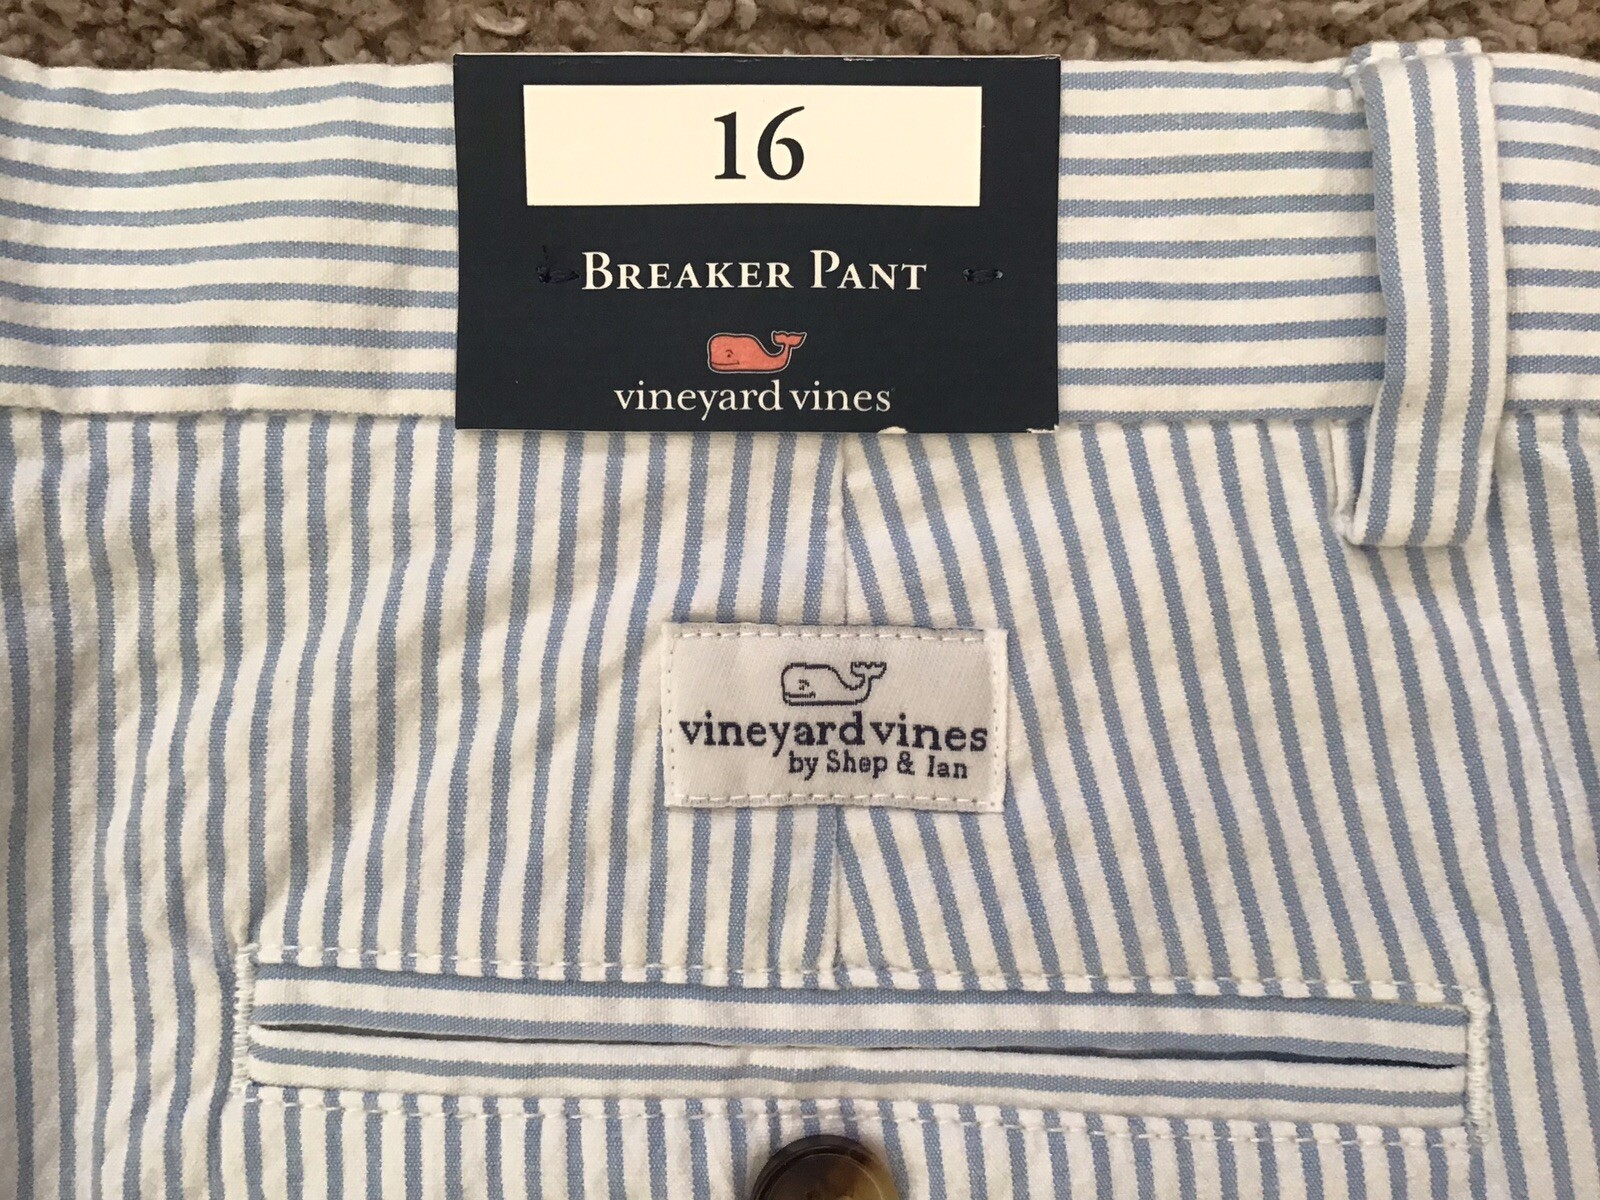 16
BREAKER PANT
vineyard vines
vineyard vines
by Shep & Ian